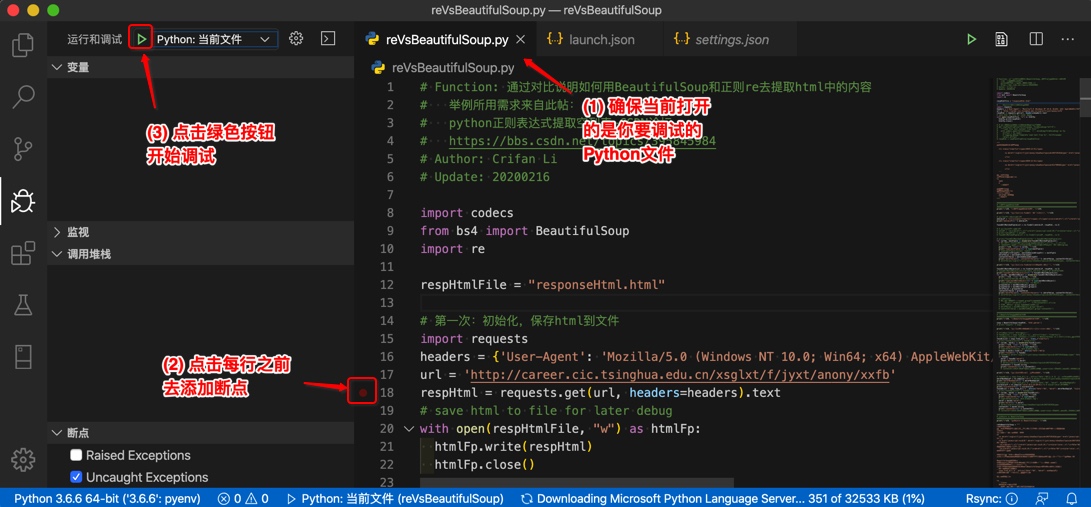 reVsBeautifulSoup.py — reVsBeautifulSoup
运行和调试 Python: 当前文件
变量
(3) 点击绿色按钮
开始调试
监视
调用堆栈
(2) 点击每行之前
去添加断点
断点
Raised Exceptions
Uncaught Exceptions
reVsBeautifulSoup.py launch.json settings.json
reVsBeautifulSoup.py
1 # Function: 通过对比说明如何用BeautifulSoup和正则re去提取html中的内容
2 # 举例所用需求来自此帖:
3 # python正则表达式提取
4 # https://bbs.csdn.net/topics/395845984
5 # Author: Crifan Li
6 # Update: 20200216
7
8 import codecs
9 from bs4 import BeautifulSoup
10 import re
11
12 respHtmlFile = "responseHtml.html"
13
14 # 第一次：初始化，保存html到文件
15 import requests
16 headers = {'User-Agent': 'Mozilla/5.0 (Windows NT 10.0; Win64; x64) AppleWebKit/
17 url = 'http://career.cic.tsinghua.edu.cn/xsglxt/f/jyxt/anony/xxfb'
18 respHtml = requests.get(url, headers=headers).text
19 # save html to file for later debug
20 with open(respHtmlFile, "w") as htmlFp:
21 htmlFp.write(respHtml)
22 htmlFp.close()
23
(1) 确保当前打开
的是你要调试的
Python文件
Python 3.6.6 64-bit ('3.6.6': pyenv) 0 0 Python: 当前文件 (reVsBeautifulSoup) Downloading Microsoft Python Language Server... 351 of 32533 KB (1%) Rsync: